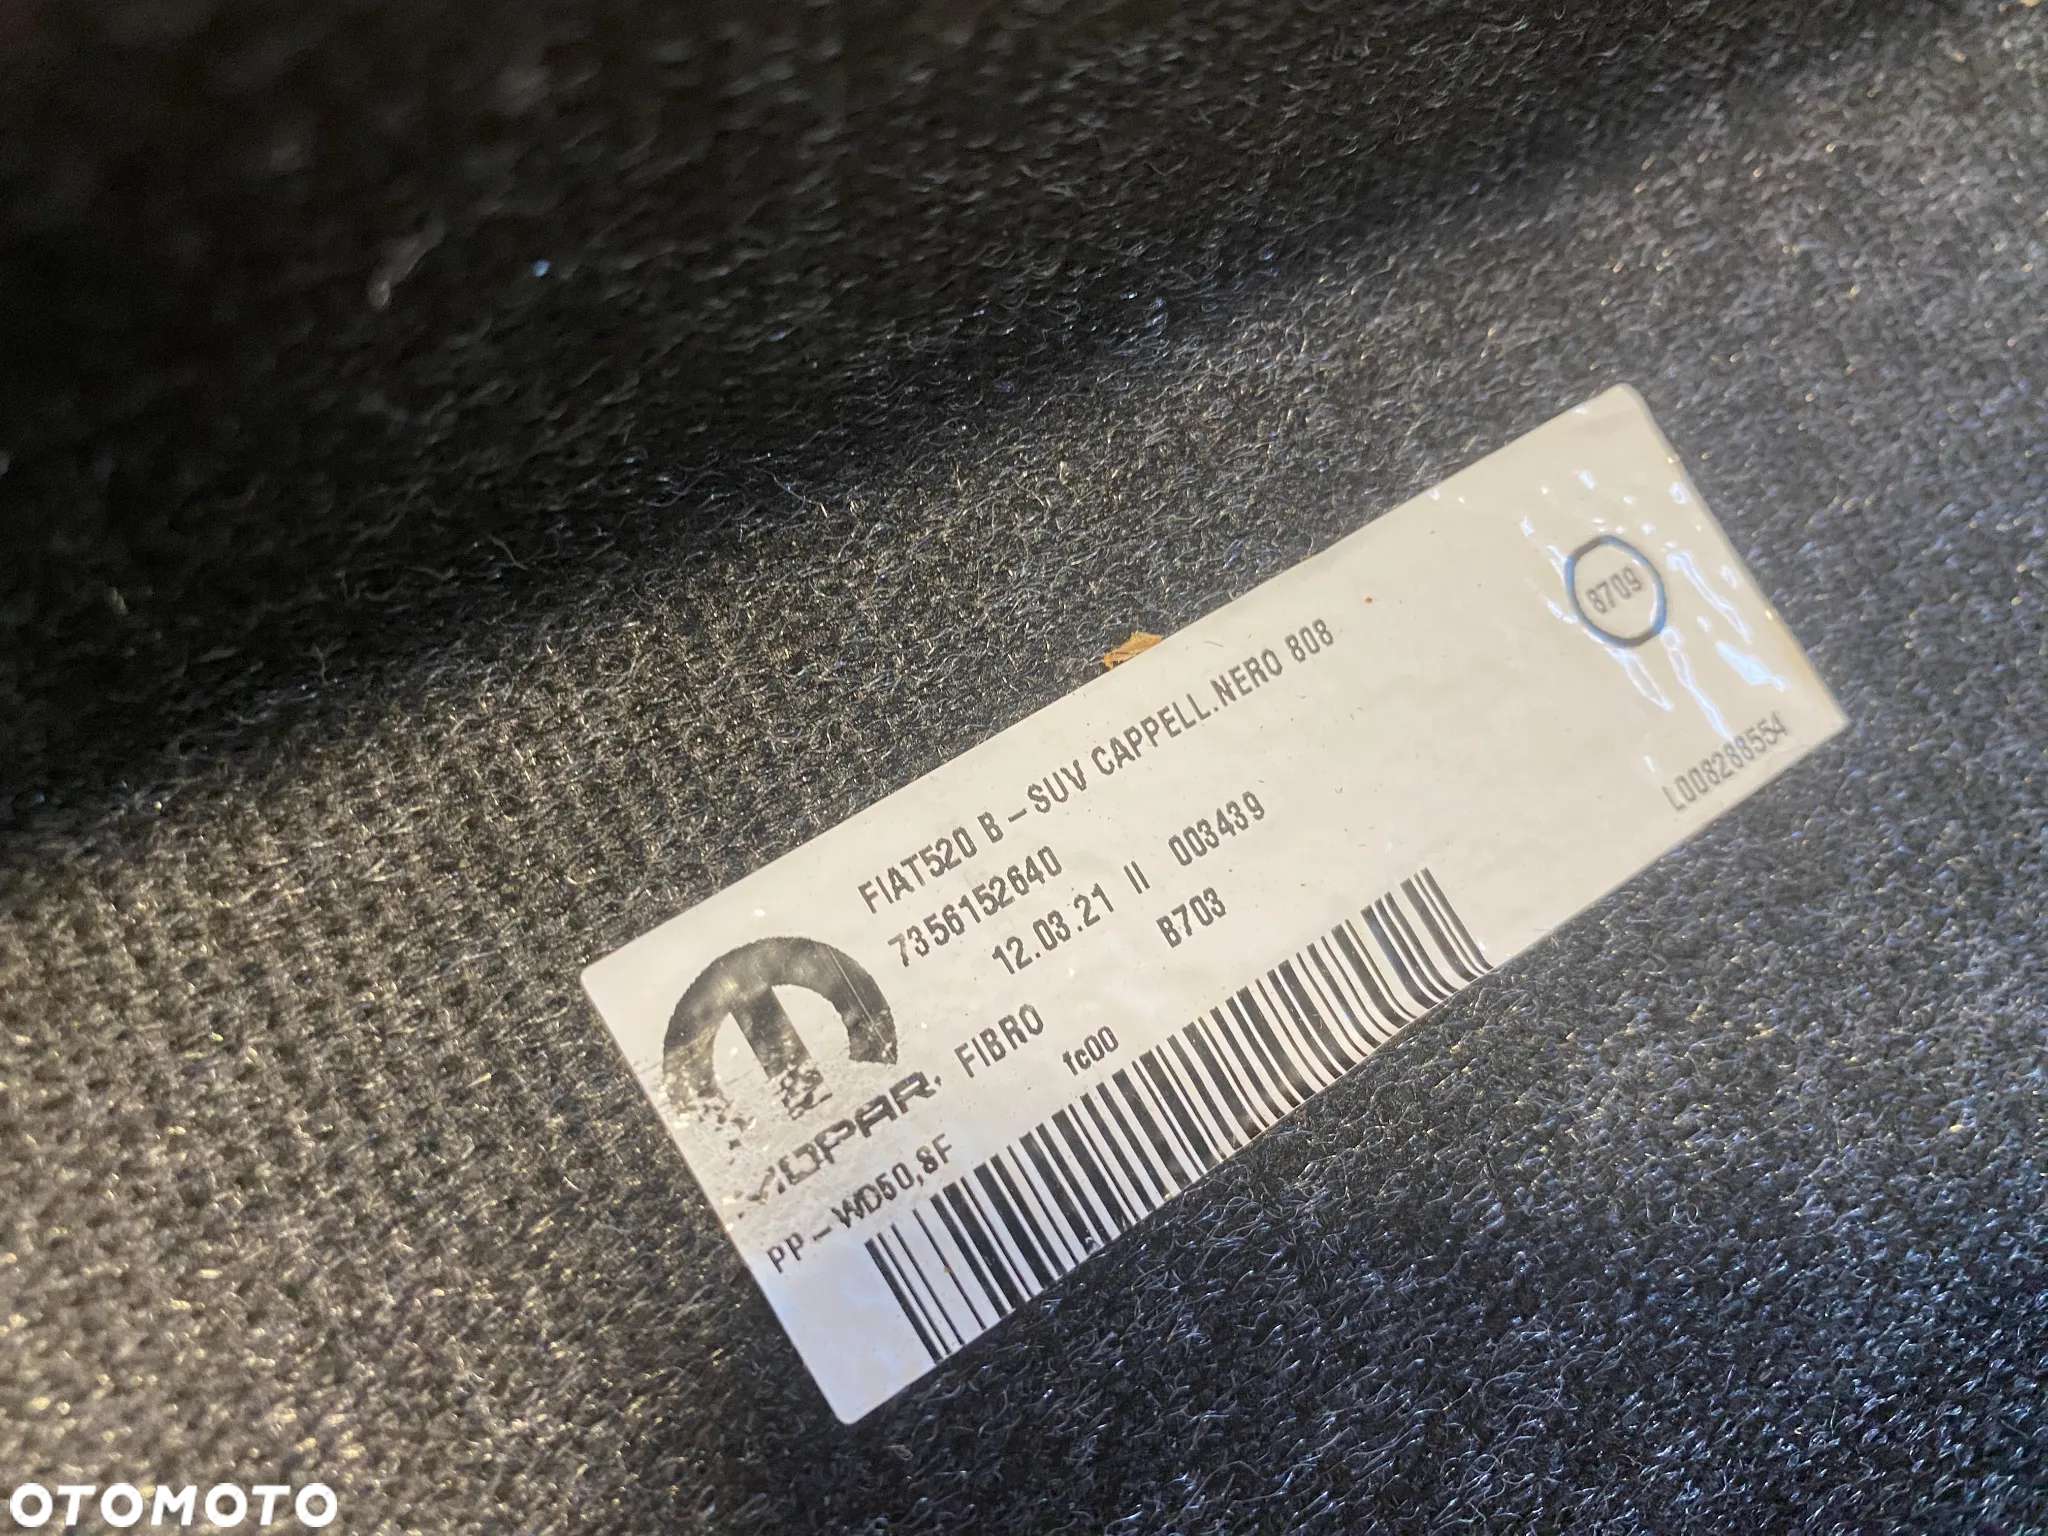 FIAT520 B-SUV CAPPELL.NERO 808
7356152640
12.03.21 II 003439
B703
8709
L008288554
MOPAR
FIBRO
fc00
PP-WD50,8F
OTOMOTO